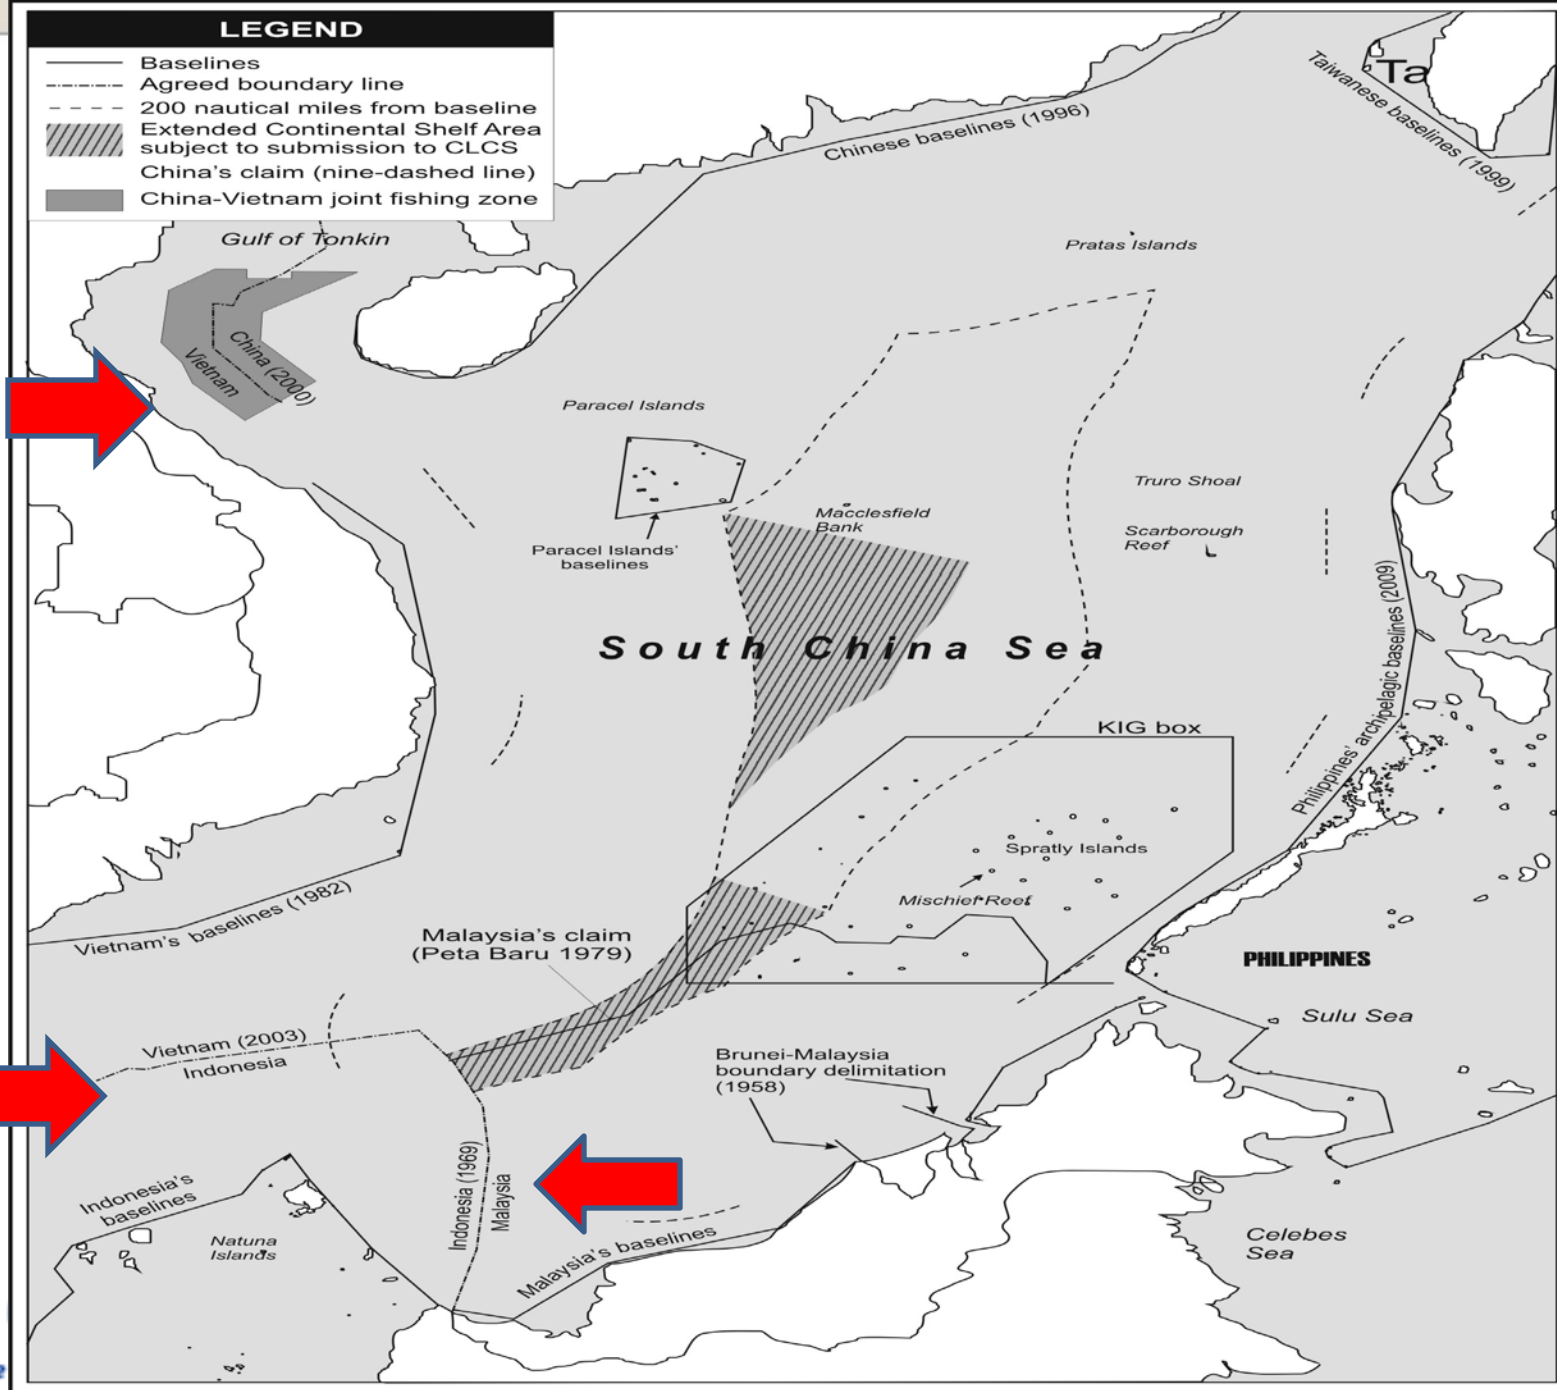 LEGEND
Baselines
Agreed boundary line
200 nautical miles from baseline
Extended Continental Shelf Area
subject to submission to CLCS
China's claim (nine-dashed line)
China-Vietnam joint fishing zone
Ta
Taiwanese baselines (1999)
Chinese baselines (1996)
Gulf of Tonkin
Pratas Islands
China (2000)
Vietnam
Paracel Islands
Truro Shoal
Macclesfield
Bank
Scarborough
Reef
Paracel Islands'
baselines
South China Sea
Philippines' archipelagic baselines (2009)
KIG box
Spratly Islands
Mischief Reef
Vietnam's baselines (1982)
Malaysia's claim
(Peta Baru 1979)
PHILIPPINES
Sulu Sea
Vietnam (2003)
Indonesia
Brunei-Malaysia
boundary delimitation
(1958)
Indonesia (1969)
Malaysia
Indonesia's
baselines
Natuna
Islands
Malaysia's baselines
Celebes
Sea